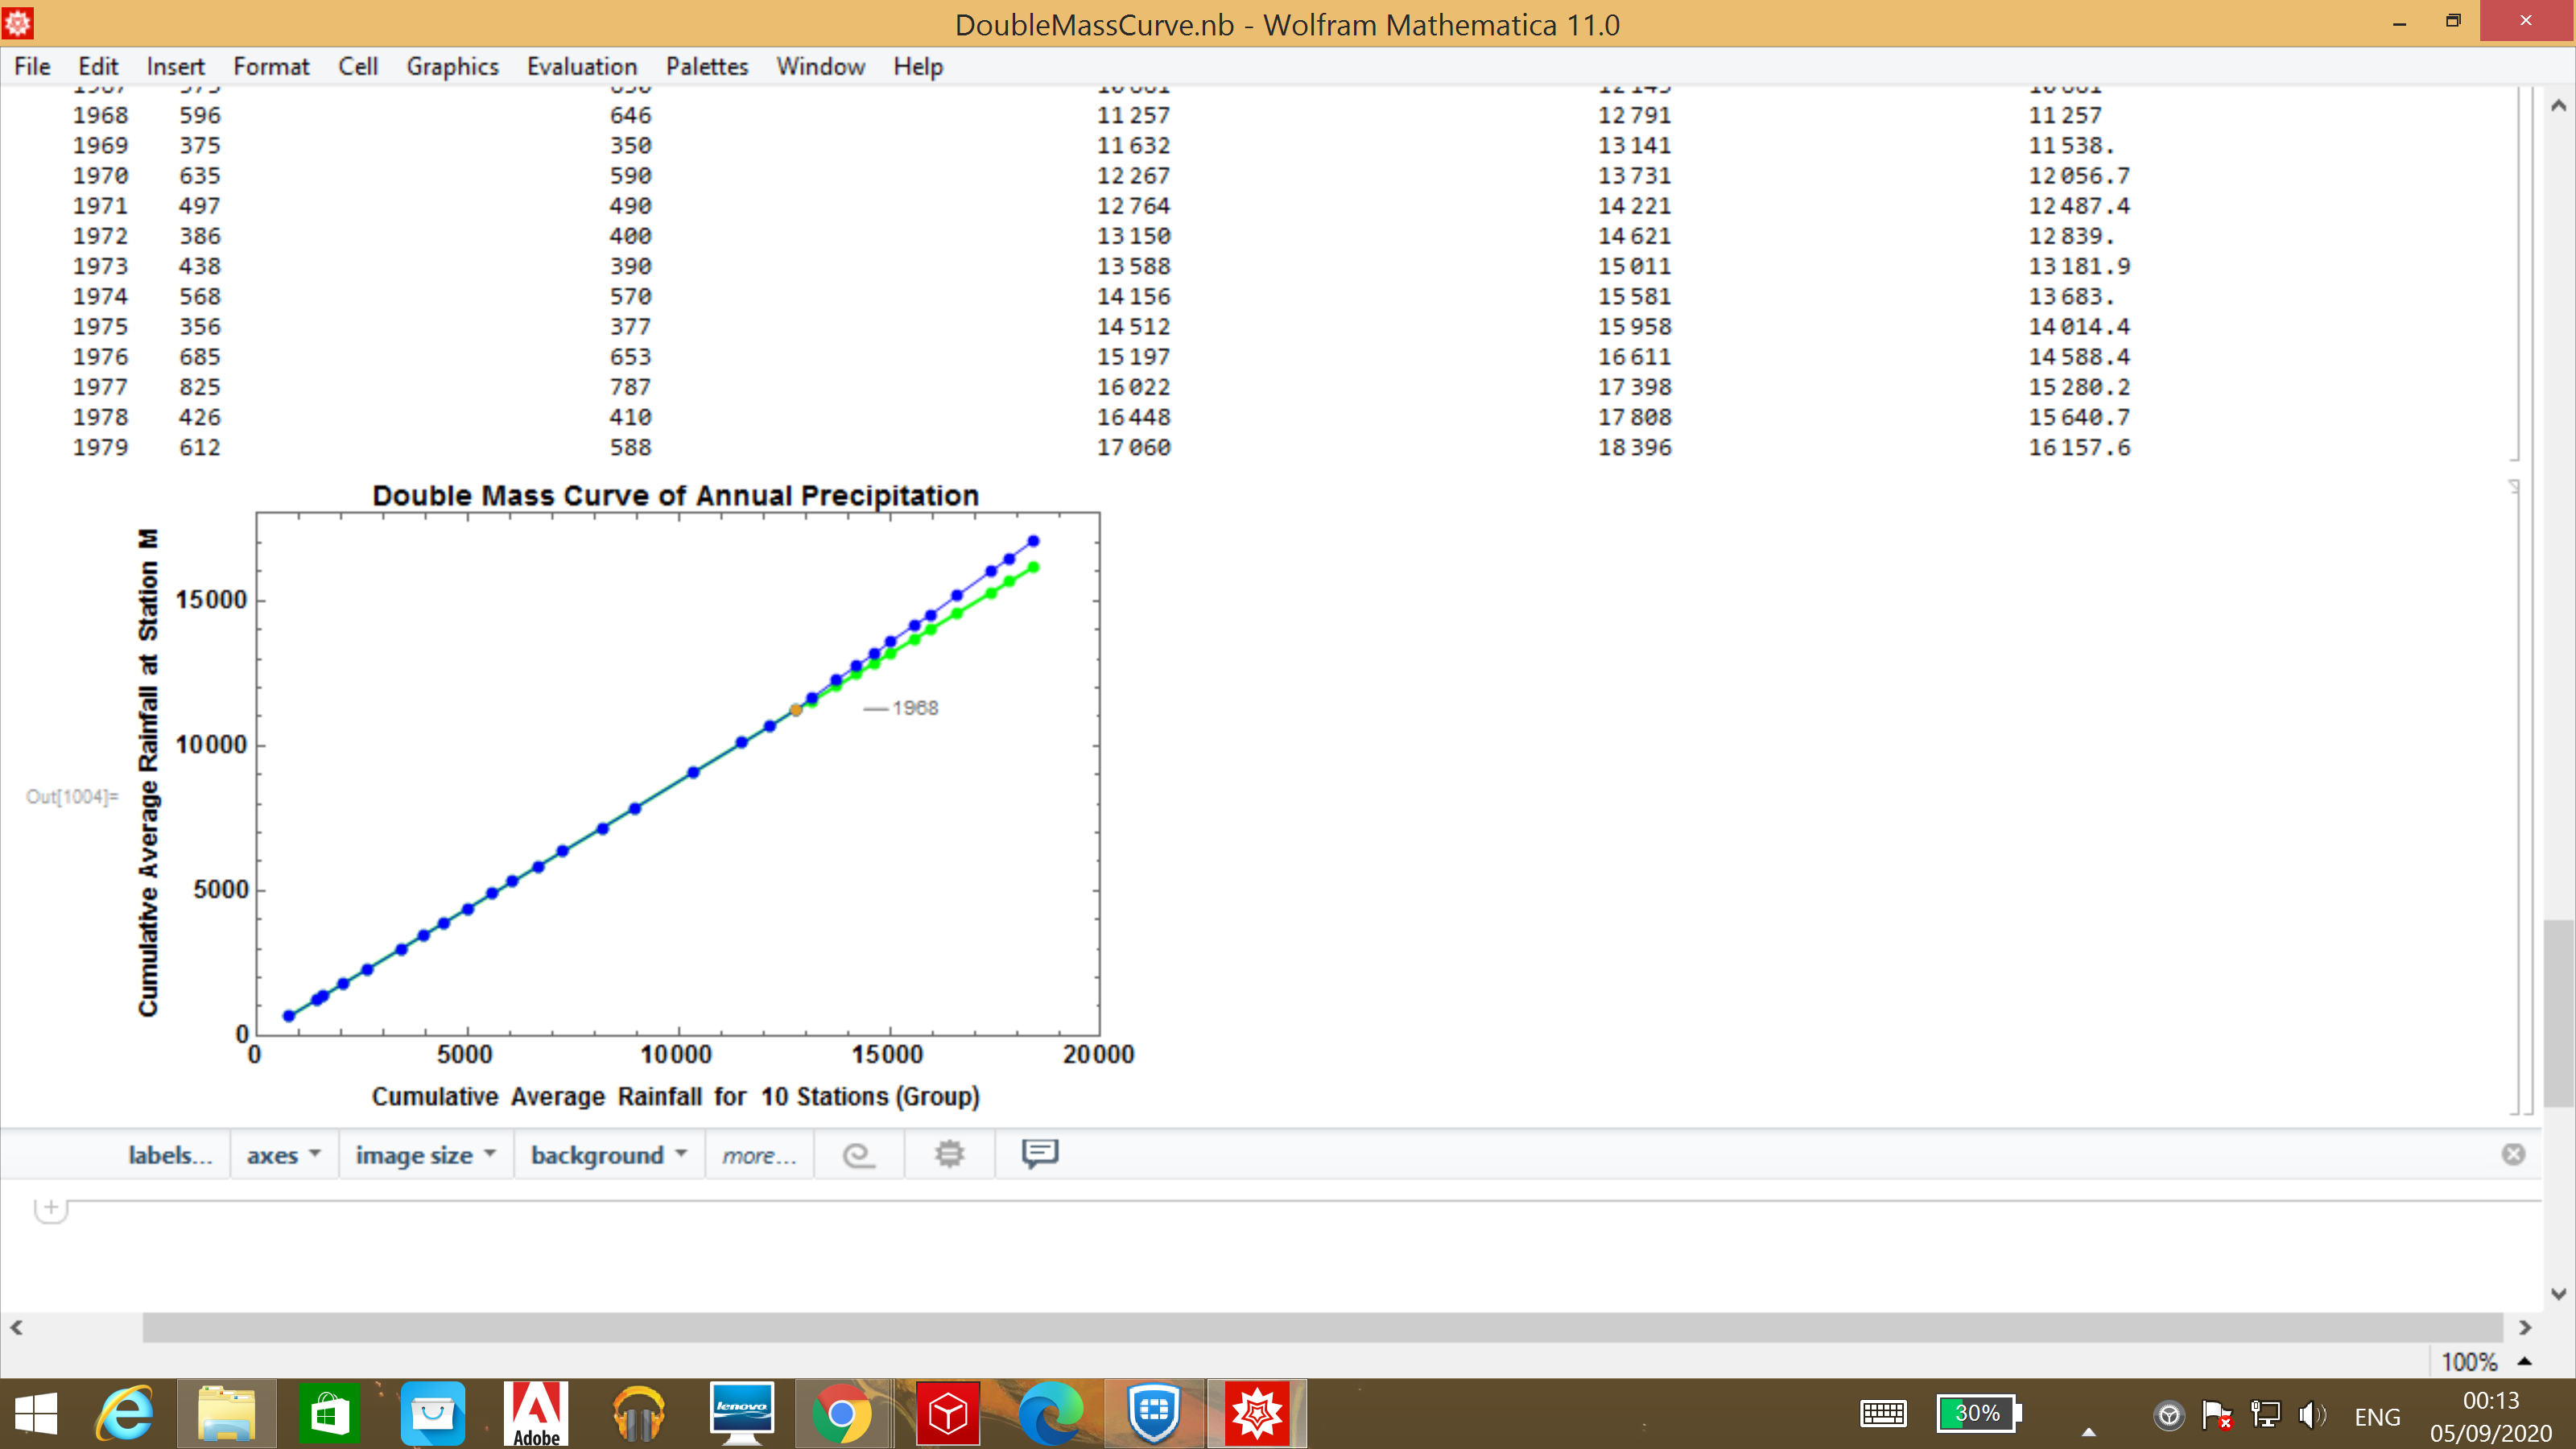 DoubleMassCurve.nb - Wolfram Mathematica 11.0
File Edit Insert Format Cell Graphics Evaluation Palettes Window Help
1968 596 646 11257 12791 11257
1969 375 350 11632 13141 11538.
1970 635 590 12267 13731 12056.7
1971 497 490 12764 14221 12487.4
1972 386 400 13150 14621 12839.
1973 438 390 13588 15011 13181.9
1974 568 570 14156 15581 13683.
1975 356 377 14512 15958 14014.4
1976 685 653 15197 16611 14588.4
1977 825 787 16022 17398 15280.2
1978 426 410 16448 17808 15640.7
1979 612 588 17060 18396 16157.6
Double Mass Curve of Annual Precipitation
Out[1004]=
Cumulative Average Rainfall at Station M
15000
10000
5000
0
1968
0 5000 10000 15000 20000
Cumulative Average Rainfall for 10 Stations (Group)
labels... axes image size background more...
100%
Adobe
lenovo
30%
ENG
00:13
05/09/2020